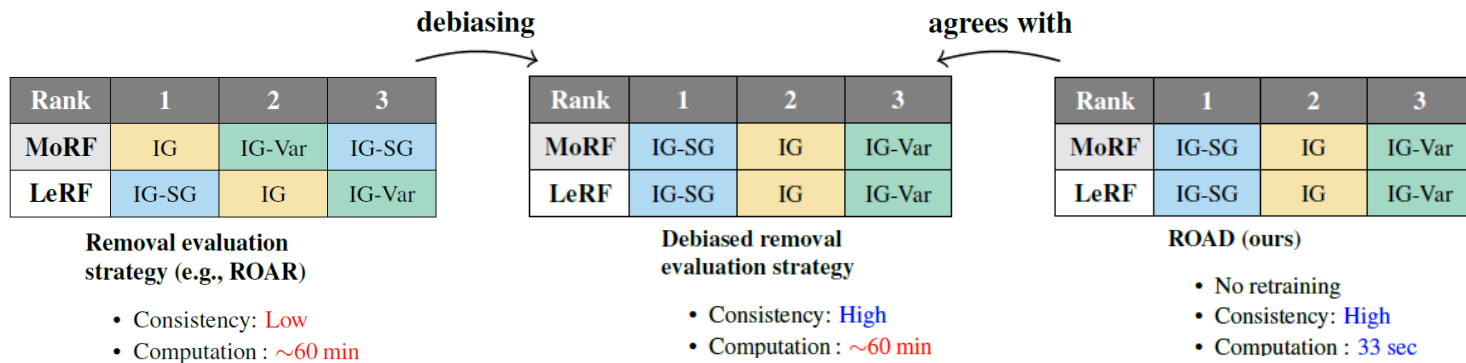 debiasing
agrees with
Rank 1 2 3
MoRF IG IG-Var IG-SG
LeRF IG-SG IG IG-Var
Removal evaluation
strategy (e.g., ROAR)
• Consistency: Low
• Computation : ~60 min
Rank 1 2 3
MoRF IG-SG IG IG-Var
LeRF IG-SG IG IG-Var
Debiased removal
evaluation strategy
• Consistency: High
• Computation : ~60 min
Rank 1 2 3
MoRF IG-SG IG IG-Var
LeRF IG-SG IG IG-Var
ROAD (ours)
• No retraining
• Consistency: High
• Computation : 33 sec